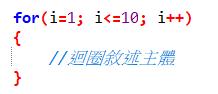 for(i=1; i<=10; i++)
{
//迴圈敘述主體
}